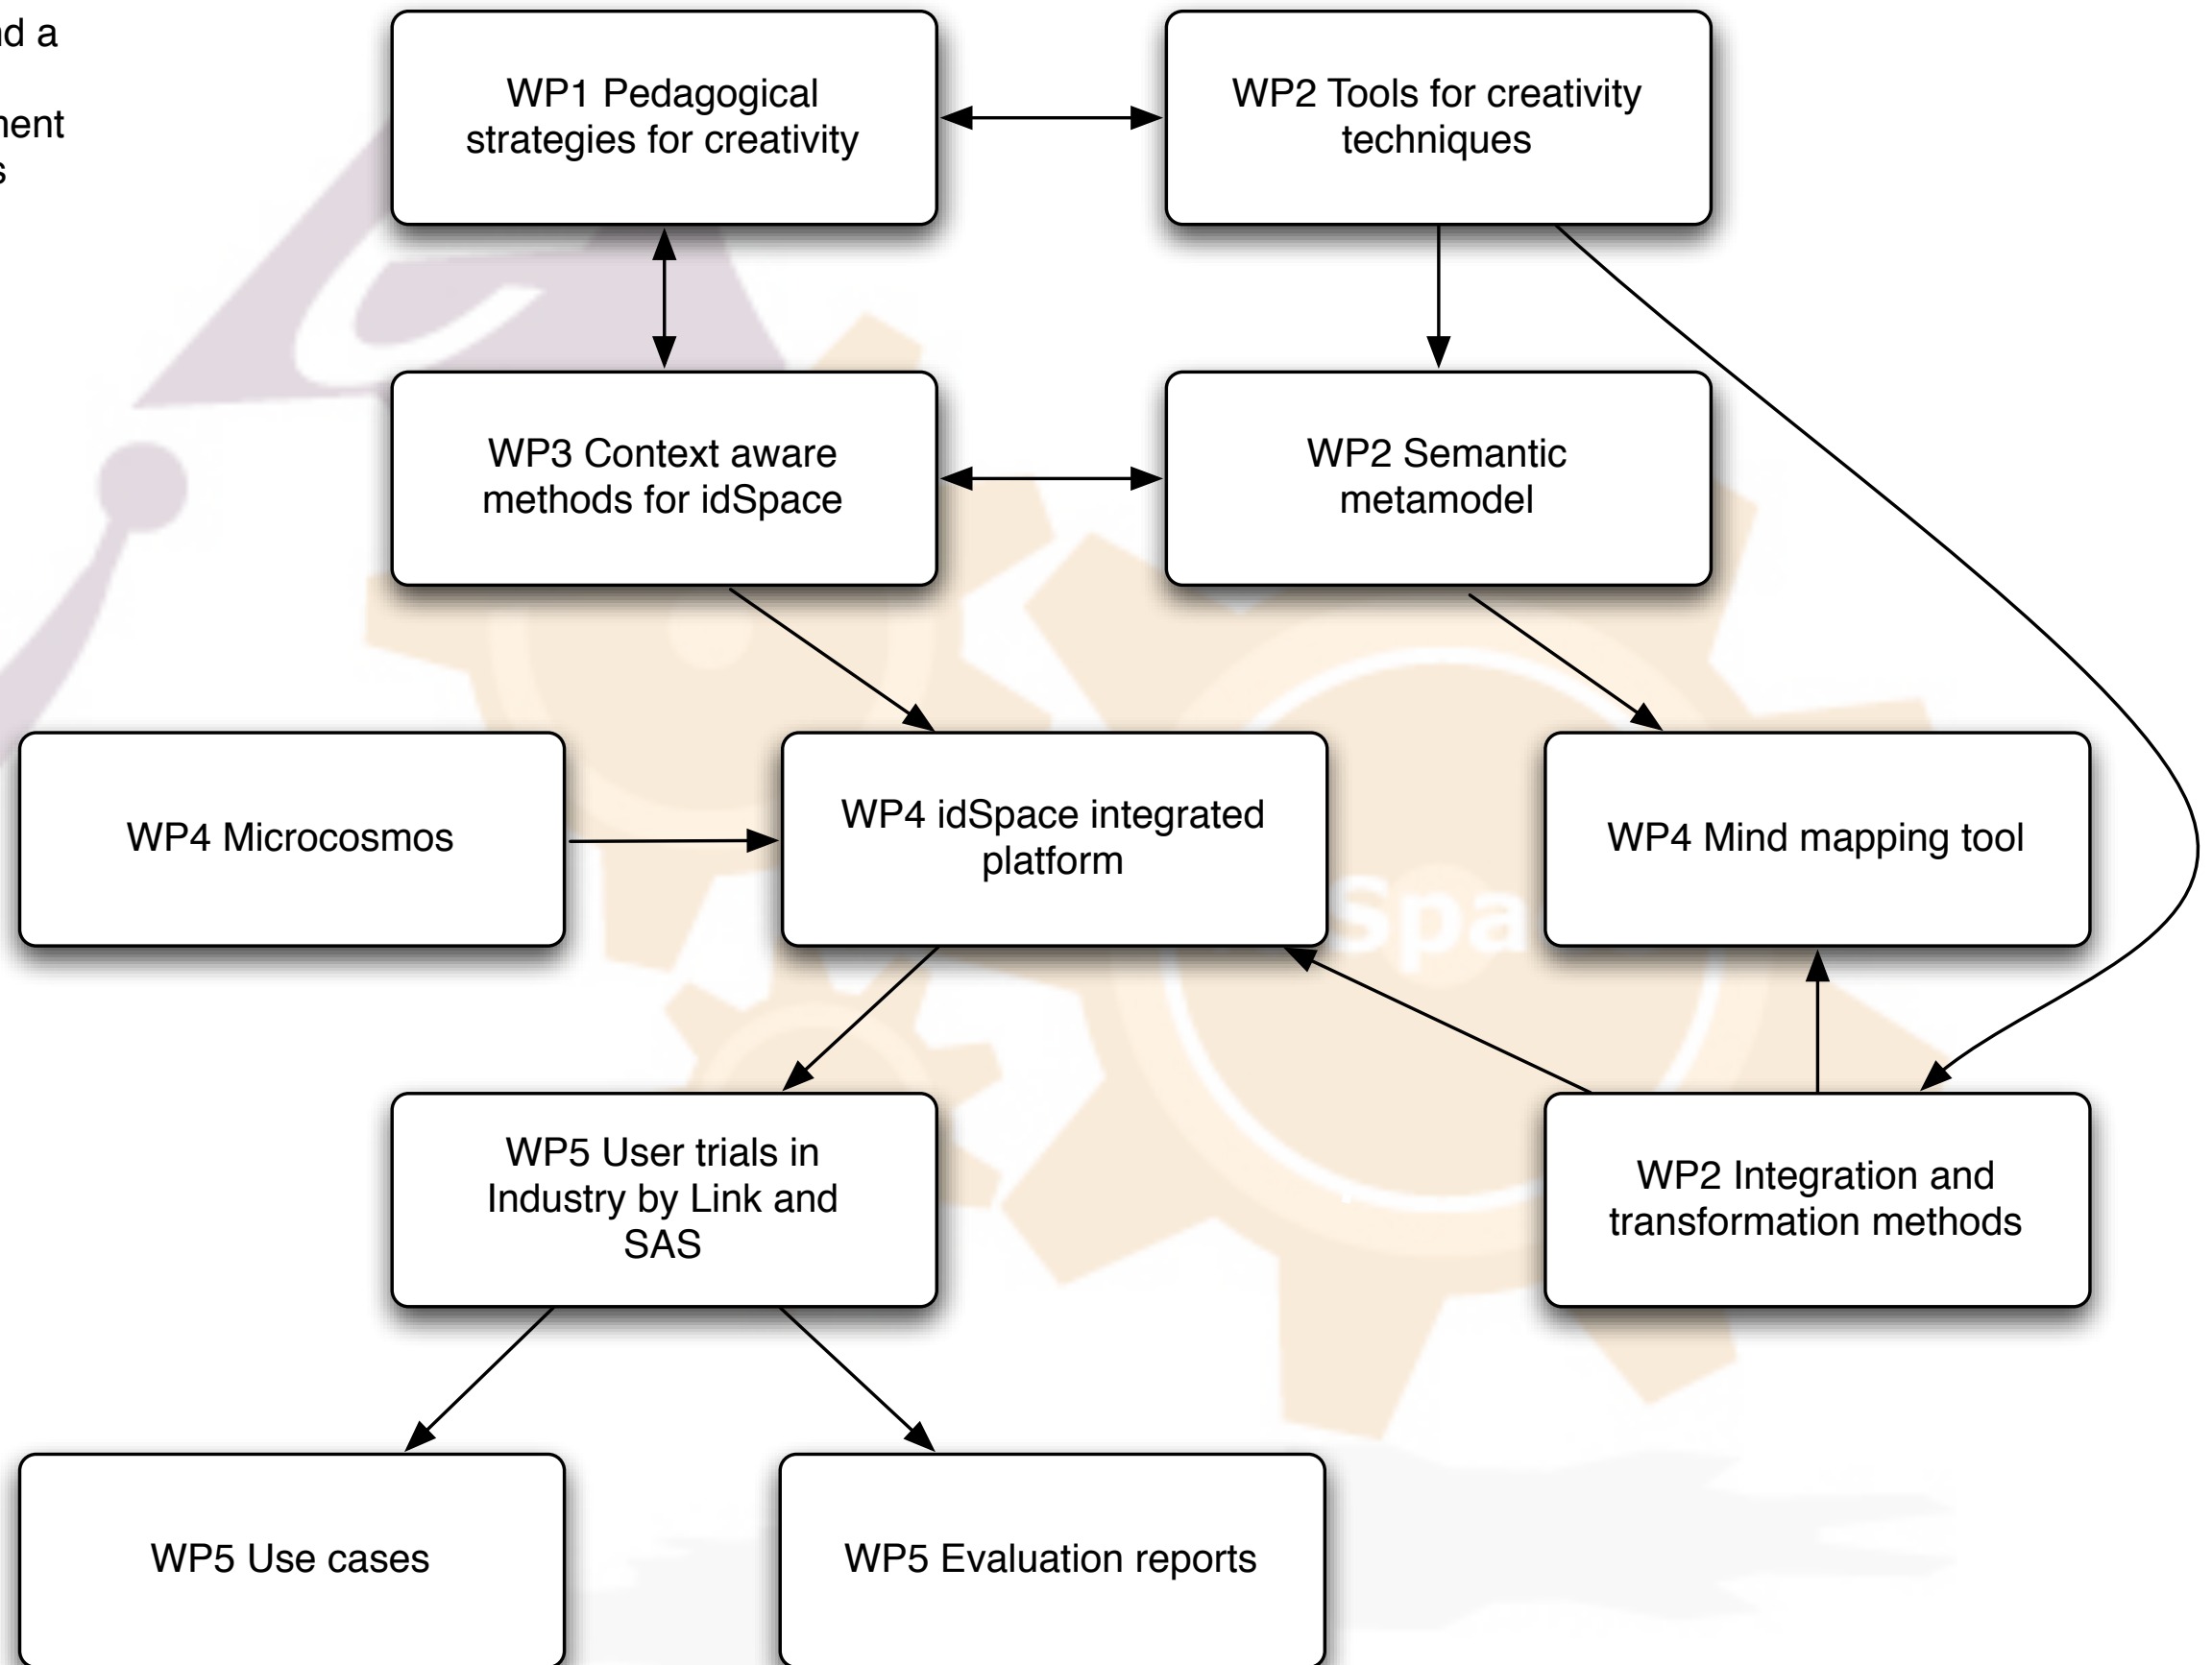 WP1 Pedagogical
strategies for creativity
WP2 Tools for creativity
techniques
WP3 Context aware
methods for idSpace
WP2 Semantic
metamodel
WP4 Microcosmos
WP4 idSpace integrated
platform
WP4 Mind mapping tool
WP5 User trials in
Industry by Link and
SAS
WP2 Integration and
transformation methods
WP5 Use cases
WP5 Evaluation reports